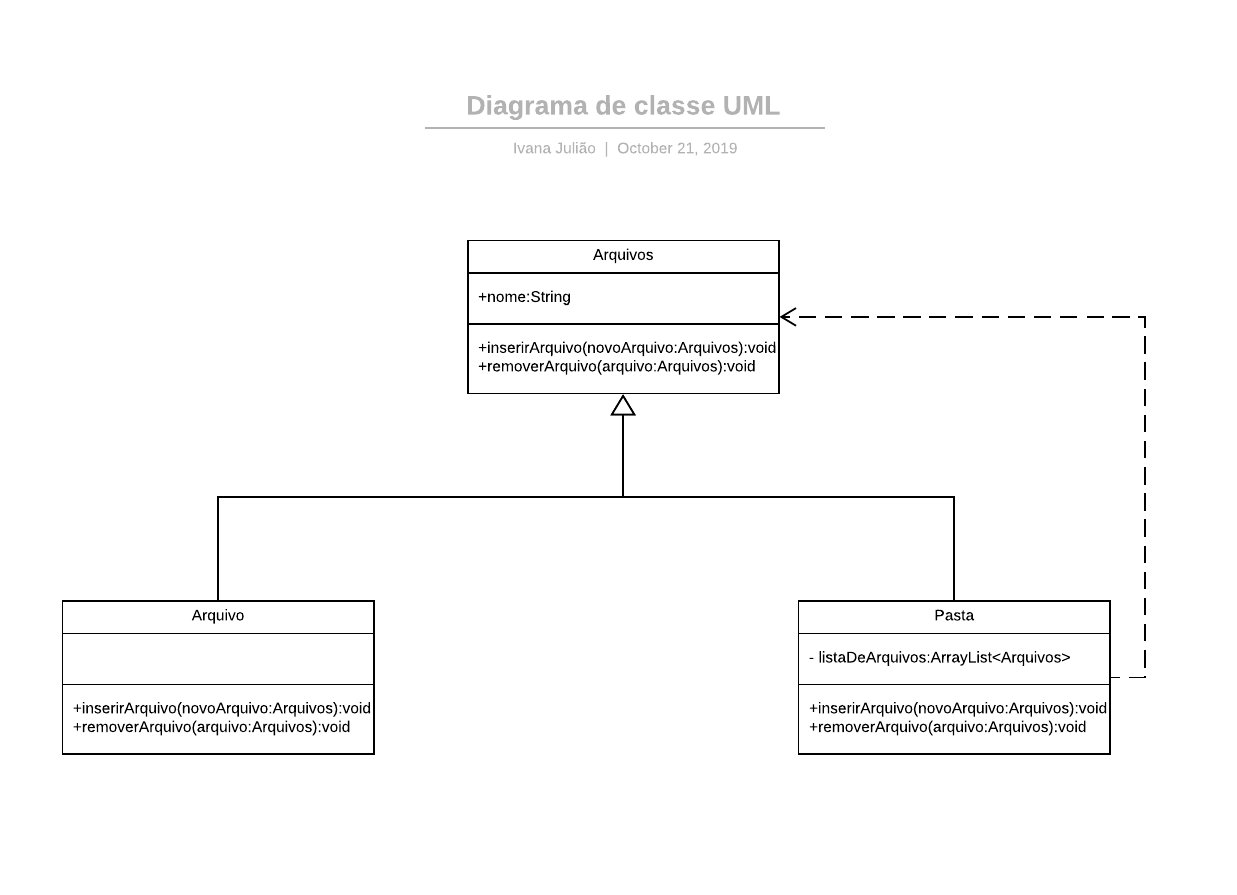 Diagrama de classe UML
Ivana Julião | October 21, 2019
Arquivos
+nome:String
+inserirArquivo(novoArquivo:Arquivos):void
+removerArquivo(arquivo:Arquivos):void
Arquivo
+inserirArquivo(novoArquivo:Arquivos):void
+removerArquivo(arquivo:Arquivos):void
Pasta
- listaDeArquivos:ArrayList<Arquivos>
+inserirArquivo(novoArquivo:Arquivos):void
+removerArquivo(arquivo:Arquivos):void